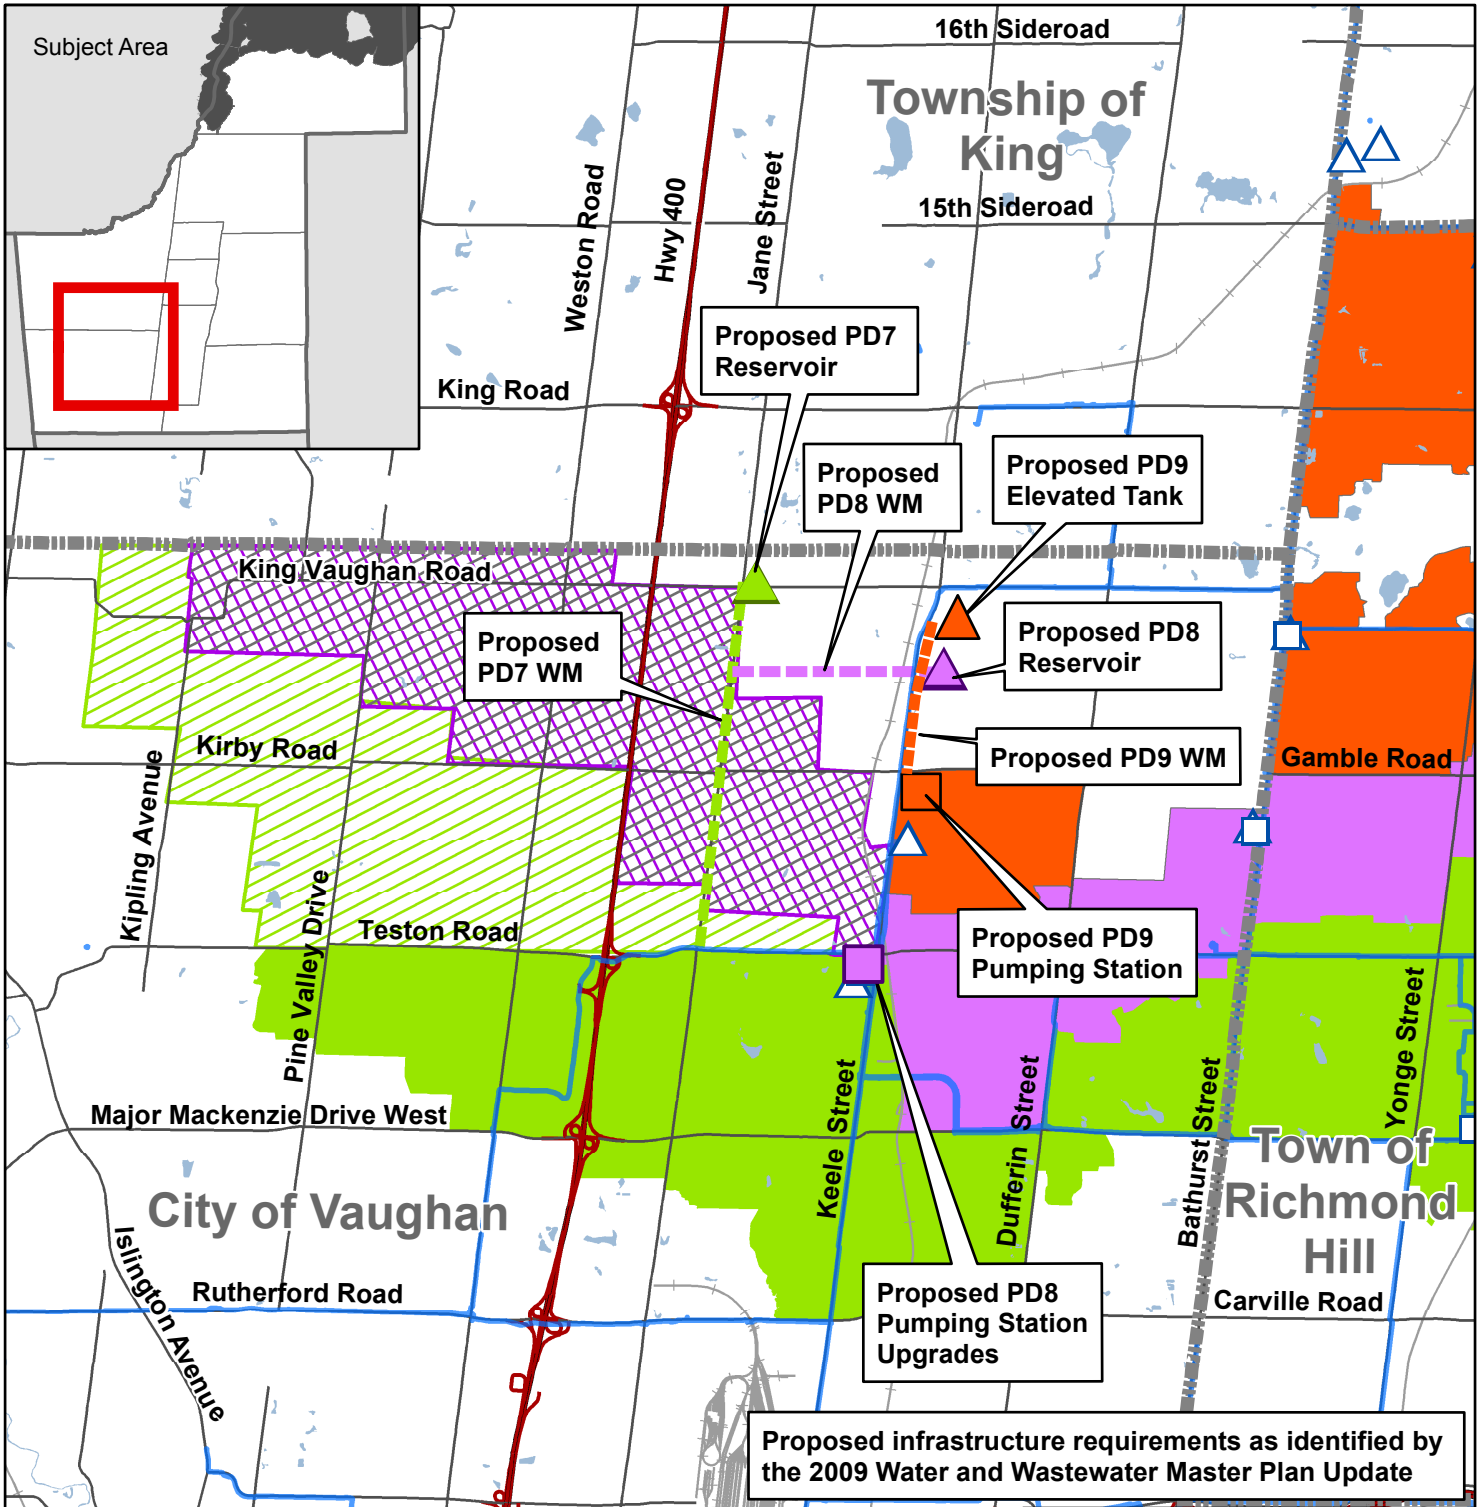 Subject Area
16th Sideroad
Township of
King
15th Sideroad
Weston Road
Hwy 400
Jane Street
Proposed PD7
Reservoir
King Road
Proposed
PD8 WM
Proposed PD9
Elevated Tank
King Vaughan Road
Proposed
PD7 WM
Proposed PD8
Reservoir
Kirby Road
Proposed PD9 WM
Gamble Road
Kipling Avenue
Pine Valley Drive
Teston Road
Proposed PD9
Pumping Station
Keele Street
Dufferin Street
Bathurst Street
Yonge Street
Major Mackenzie Drive West
City of Vaughan
Town of
Richmond
Hill
Islington Avenue
Rutherford Road
Proposed PD8
Pumping Station
Upgrades
Carville Road
Proposed infrastructure requirements as identified by
the 2009 Water and Wastewater Master Plan Update